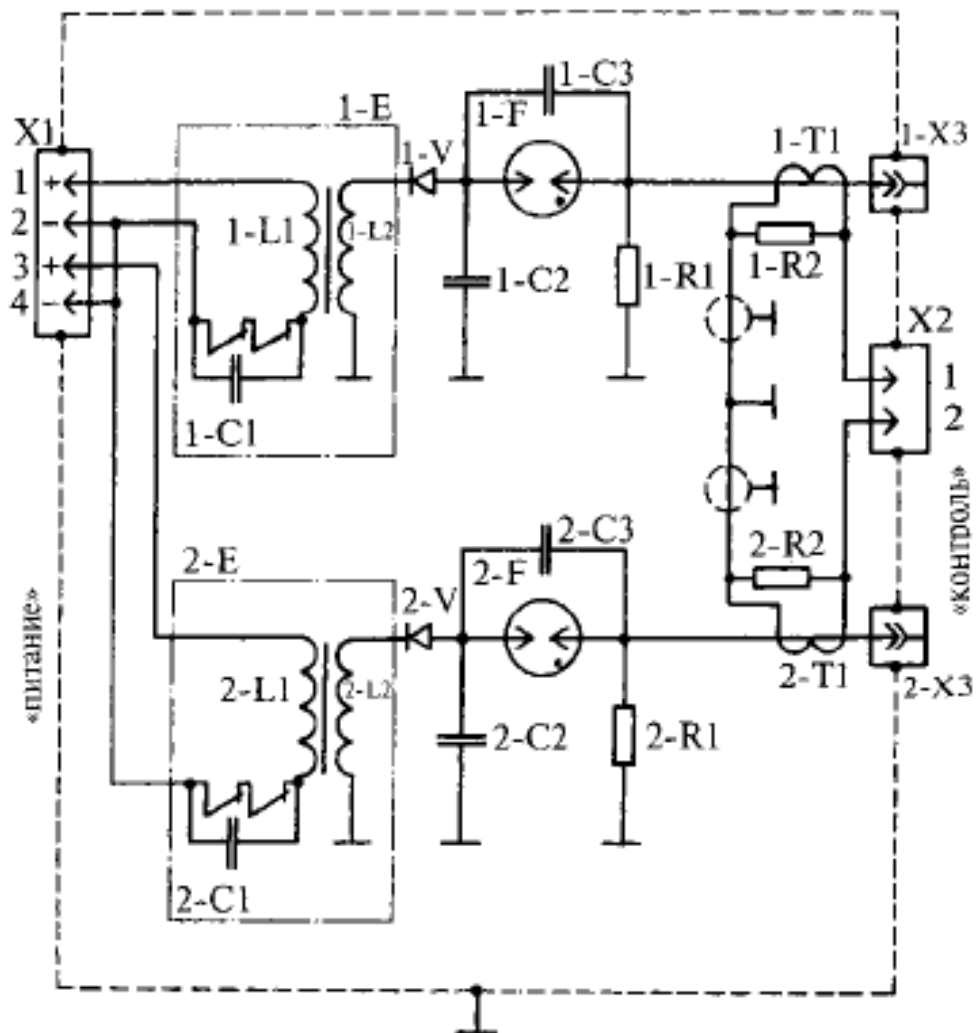 1-C3
1-E
1-F
X1
1-V
1-T1
1-X3
1
+
2
-
1-L1
1-L2
3
+
1-C2
1-R1
1-R2
4
-
X2
1
1-C1
2
«контроль»
2-C3
2-R2
2-E
2-F
2-V
«питание»
2-L1
2-L2
2-T1
2-X3
2-C2
2-R1
2-C1